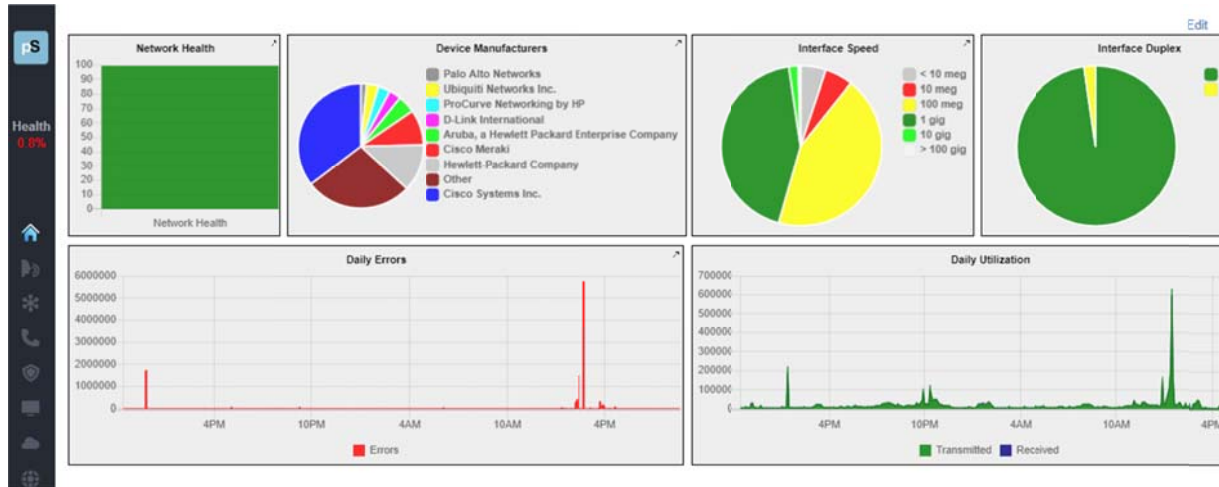 Edit
pS
Health
0.8%
Network Health
100
90
80
70
60
50
40
30
20
10
0
Network Health
Device Manufacturers
Palo Alto Networks
Ubiquiti Networks Inc.
ProCurve Networking by HP
D-Link International
Aruba, a Hewlett Packard Enterprise Company
Cisco Meraki
Hewlett-Packard Company
Other
Cisco Systems Inc.
Interface Speed
< 10 meg
10 meg
100 meg
1 gig
10 gig
> 100 gig
Interface Duplex
Daily Errors
6000000
5000000
4000000
3000000
2000000
1000000
0
4PM 10PM 4AM 10AM 4PM
Errors
Daily Utilization
700000
600000
500000
400000
300000
200000
100000
0
4PM 10PM 4AM 10AM 4PM
Transmitted Received